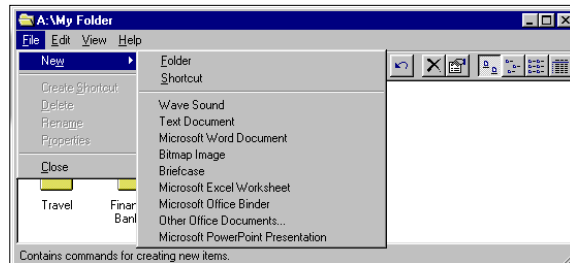 A:\My Folder
File Edit View Help
New
Create Shortcut
Delete
Rename
Properties
Close
Folder
Shortcut
Wave Sound
Text Document
Microsoft Word Document
Bitmap Image
Briefcase
Microsoft Excel Worksheet
Microsoft Office Binder
Other Office Documents...
Microsoft PowerPoint Presentation
Travel
Finan
Bank
Contains commands for creating new items.